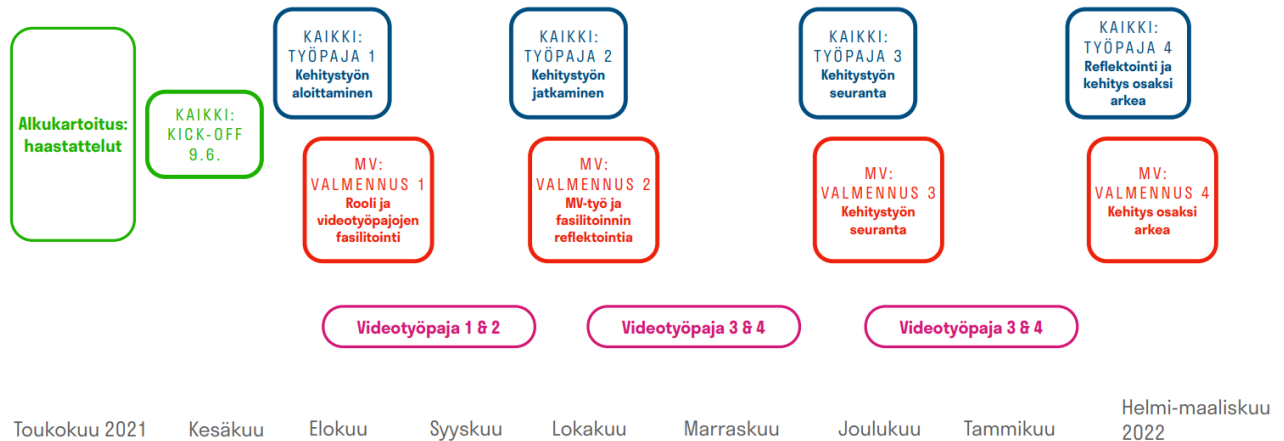 Alkukartoitus:
haastattelut
KAIKKI:
KICK-OFF
9.6.
KAIKKI:
TYÖPAJA 1
Kehitystyön
aloittaminen
KAIKKI:
TYÖPAJA 2
Kehitystyön
jatkaminen
KAIKKI:
TYÖPAJA 3
Kehitystyön
seuranta
KAIKKI:
TYÖPAJA 4
Reflektointi ja
kehitys osaksi
arkea
MV:
VALMENNUS 1
Rooli ja
videotyöpajojen
fasilitointi
MV:
VALMENNUS 2
MV-työ ja
fasilitoinnin
reflektointia
MV:
VALMENNUS 3
Kehitystyön
seuranta
MV:
VALMENNUS 4
Kehitys osaksi
arkea
Videotyöpaja 1 & 2
Videotyöpaja 3 & 4
Videotyöpaja 3 & 4
Toukokuu 2021
Kesäkuu
Elokuu
Syyskuu
Lokakuu
Marraskuu
Joulukuu
Tammikuu
Helmi-maaliskuu
2022